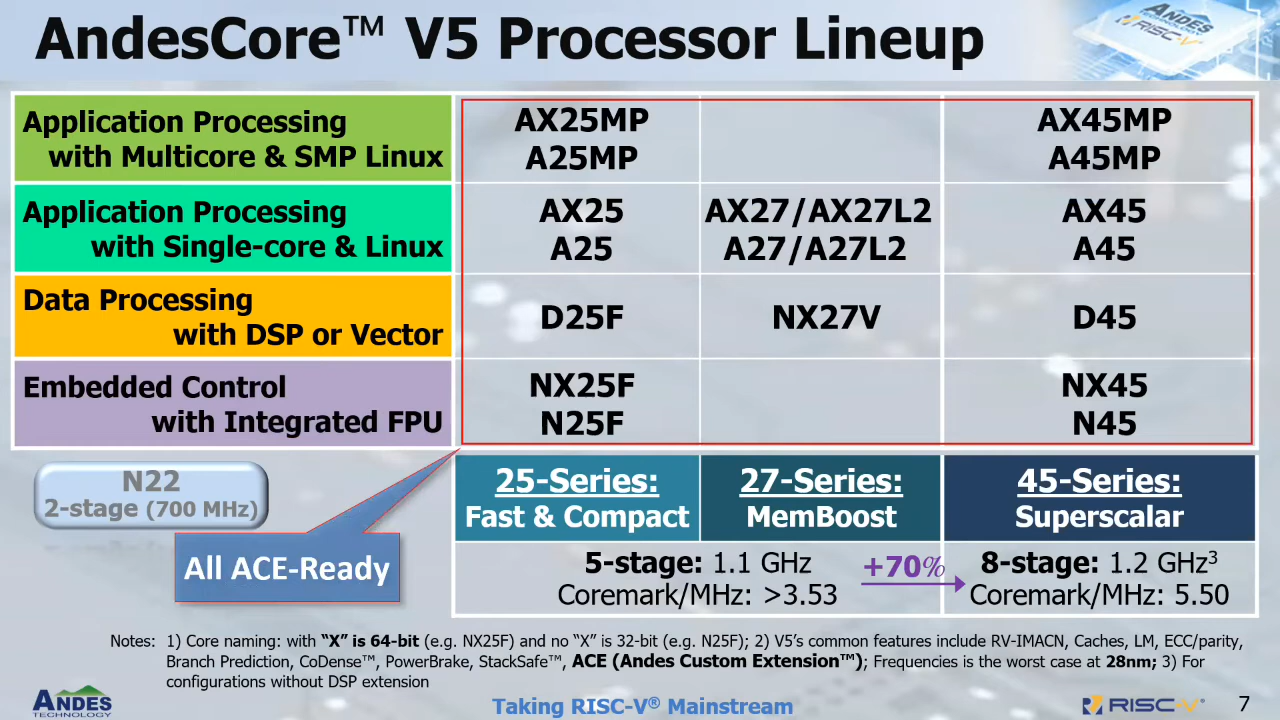 AndesCore™ V5 Processor Lineup
ANDES
RISC-V
Application Processing
with Multicore & SMP Linux
AX25MP
A25MP
AX45MP
A45MP
Application Processing
with Single-core & Linux
AX25
A25
AX27/AX27L2
A27/A27L2
AX45
A45
Data Processing
with DSP or Vector
D25F
NX27V
D45
Embedded Control
with Integrated FPU
NX25F
N25F
NX45
N45
N22
2-stage (700 MHz)
All ACE-Ready
25-Series:
Fast & Compact
27-Series:
MemBoost
45-Series:
Superscalar
5-stage: 1.1 GHz
Coremark/MHz: >3.53
+70%
8-stage: 1.2 GHz³
Coremark/MHz: 5.50
Notes: 1) Core naming: with “X” is 64-bit (e.g. NX25F) and no “X” is 32-bit (e.g. N25F); 2) V5’s common features include RV-IMACN, Caches, LM, ECC/parity,
Branch Prediction, CoDense™, PowerBrake, StackSafe™, ACE (Andes Custom Extension™); Frequencies is the worst case at 28nm; 3) For
configurations without DSP extension
ANDES
TECHNOLOGY
Taking RISC-V® Mainstream
RISC-V®
7